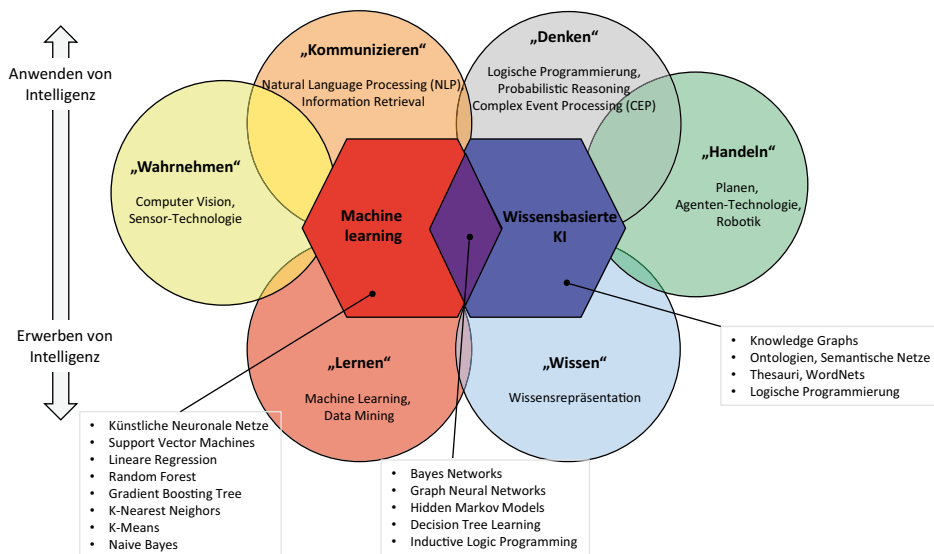 Anwenden von
Intelligenz
Erwerben von
Intelligenz
„Kommunizieren“
Natural Language Processing (NLP),
Information Retrieval
„Denken“
Logische Programmierung,
Probabilistic Reasoning
Complex Event Processing (CEP)
„Wahrnehmen“
Computer Vision,
Sensor-Technologie
„Handeln“
Planen,
Agenten-Technologie,
Robotik
Machine
learning
Wissensbasierte
KI
„Lernen“
Machine Learning,
Data Mining
„Wissen“
Wissensrepräsentation
• Künstliche Neuronale Netze
• Support Vector Machines
• Lineare Regression
• Random Forest
• Gradient Boosting Tree
• K-Nearest Neighors
• K-Means
• Naive Bayes
• Bayes Networks
• Graph Neural Networks
• Hidden Markov Models
• Decision Tree Learning
• Inductive Logic Programming
• Knowledge Graphs
• Ontologien, Semantische Netze
• Thesauri, WordNets
• Logische Programmierung